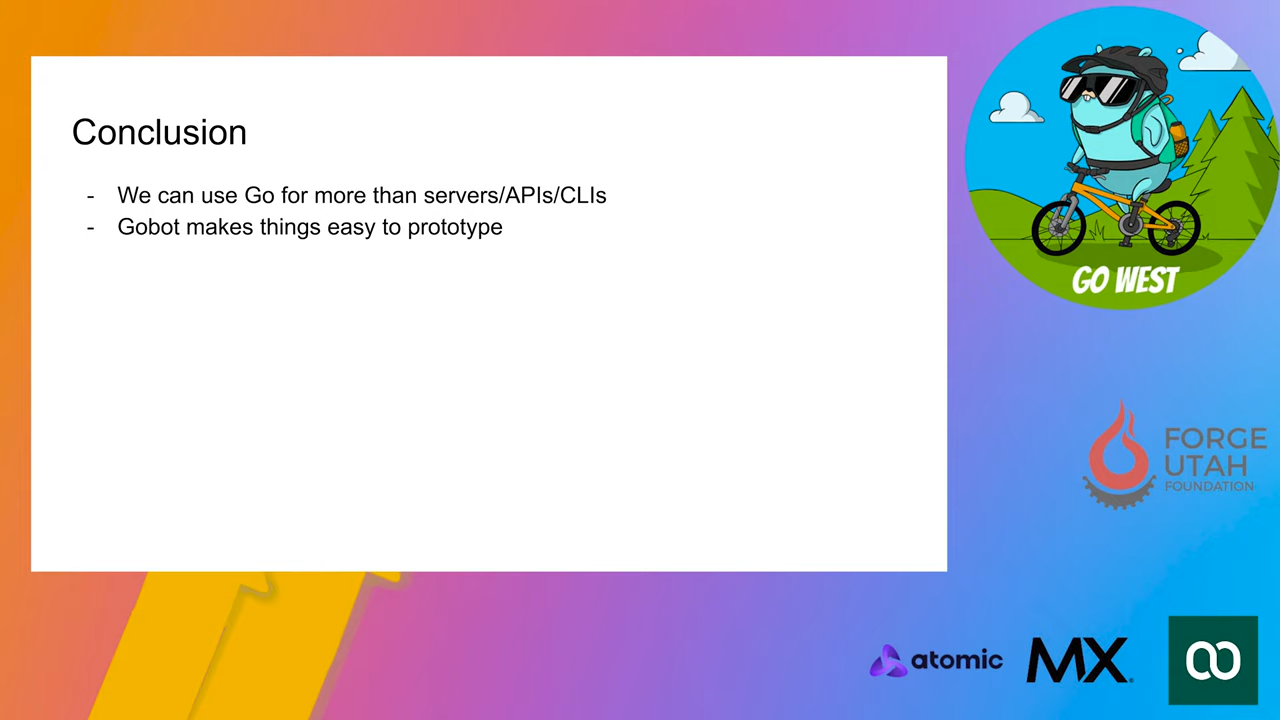 Conclusion
- We can use Go for more than servers/APIs/CLIs
- Gobot makes things easy to prototype
GO WEST
FORGE
UTAH
FOUNDATION
atomic
MX